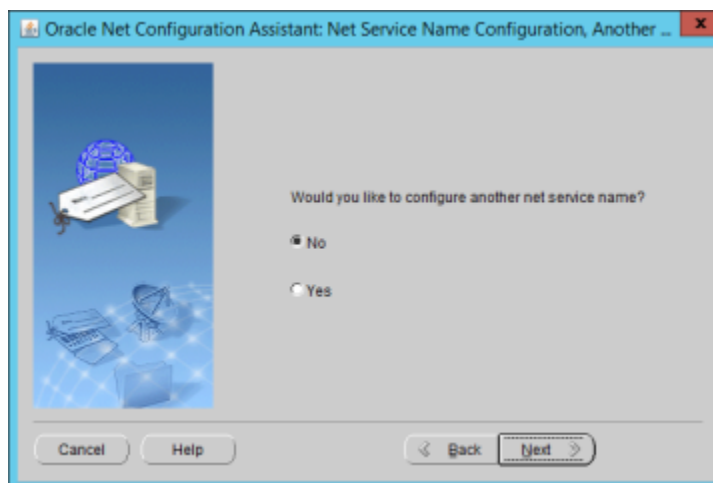 Oracle Net Configuration Assistant: Net Service Name Configuration, Another ...
Would you like to configure another net service name?
No
Yes
Cancel Help Back Next